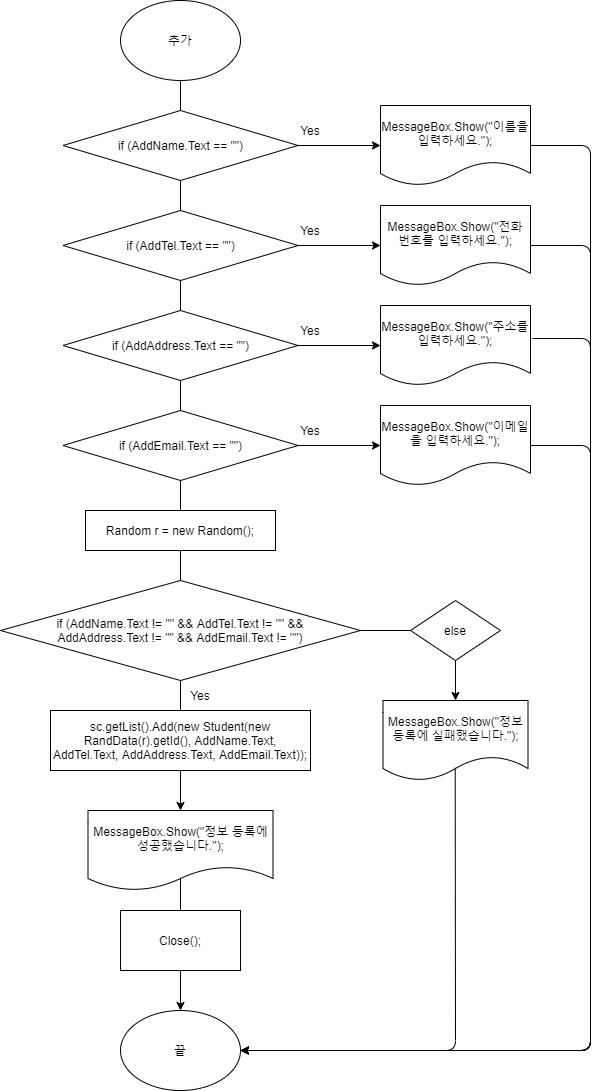 추가
if (AddName.Text == "")
Yes
MessageBox.Show("이름을
입력하세요.");
if (AddTel.Text == "")
Yes
MessageBox.Show("전화
번호를 입력하세요.");
if (AddAddress.Text == "")
Yes
MessageBox.Show("주소를
입력하세요.");
if (AddEmail.Text == "")
Yes
MessageBox.Show("이메일
을 입력하세요.");
Random r = new Random();
if (AddName.Text != "" && AddTel.Text != "" &&
AddAddress.Text != "" && AddEmail.Text != "")
else
Yes
sc.getList().Add(new Student(new
RandData(r).getId(), AddName.Text,
AddTel.Text, AddAddress.Text, AddEmail.Text));
MessageBox.Show("정보
등록에 실패했습니다.");
MessageBox.Show("정보 등록에
성공했습니다.");
Close();
끝